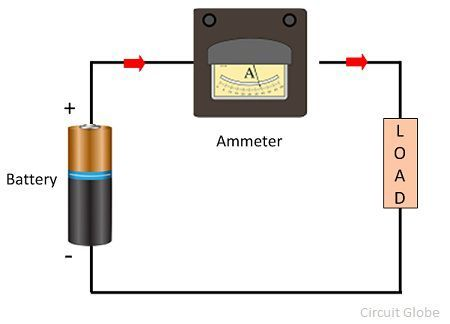 A
Ammeter
+
Battery
-
L
O
A
D
Circuit Globe